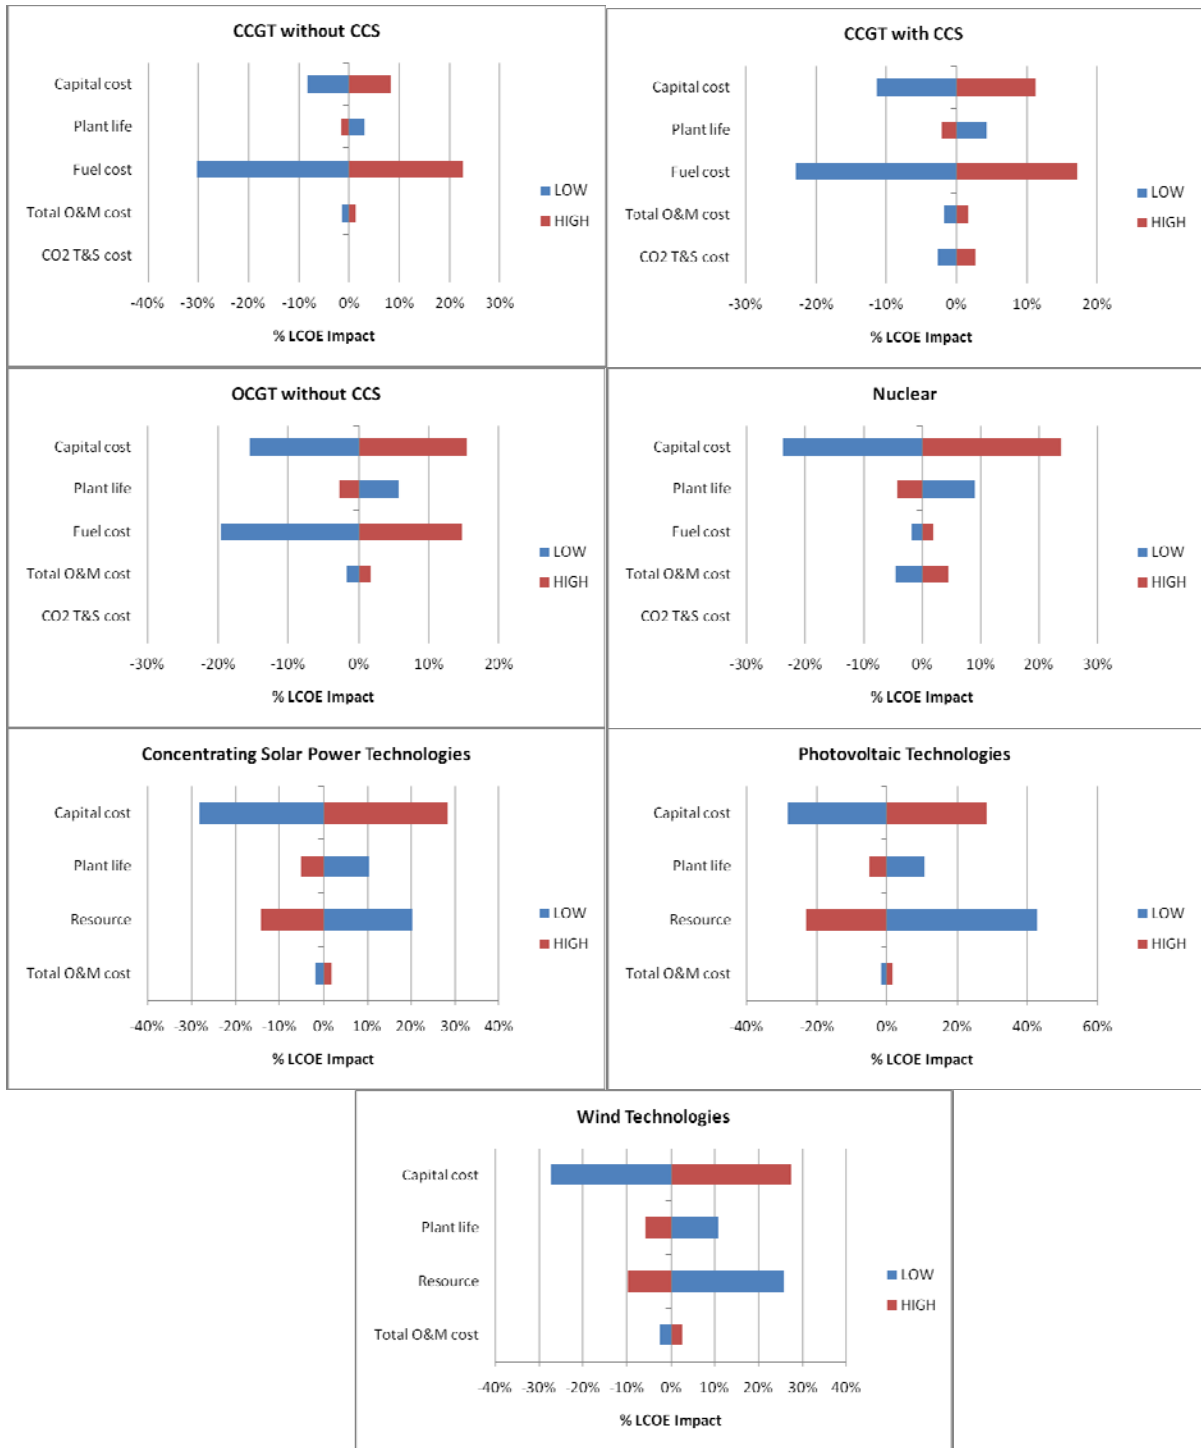 CCGT without CCS
Capital cost
Plant life
Fuel cost
Total O&M cost
CO2 T&S cost
LOW
HIGH
-40% -30% -20% -10% 0% 10% 20% 30%
% LCOE Impact
CCGT with CCS
Capital cost
Plant life
Fuel cost
Total O&M cost
CO2 T&S cost
LOW
HIGH
-30% -20% -10% 0% 10% 20%
% LCOE Impact
OCGT without CCS
Capital cost
Plant life
Fuel cost
Total O&M cost
CO2 T&S cost
LOW
HIGH
-30% -20% -10% 0% 10% 20%
% LCOE Impact
Nuclear
Capital cost
Plant life
Fuel cost
Total O&M cost
CO2 T&S cost
LOW
HIGH
-30% -20% -10% 0% 10% 20% 30%
% LCOE Impact
Concentrating Solar Power Technologies
Capital cost
Plant life
Resource
Total O&M cost
LOW
HIGH
-40% -30% -20% -10% 0% 10% 20% 30% 40%
% LCOE Impact
Photovoltaic Technologies
Capital cost
Plant life
Resource
Total O&M cost
LOW
HIGH
-40% -20% 0% 20% 40% 60%
% LCOE Impact
Wind Technologies
Capital cost
Plant life
Resource
Total O&M cost
LOW
HIGH
-40% -30% -20% -10% 0% 10% 20% 30% 40%
% LCOE Impact